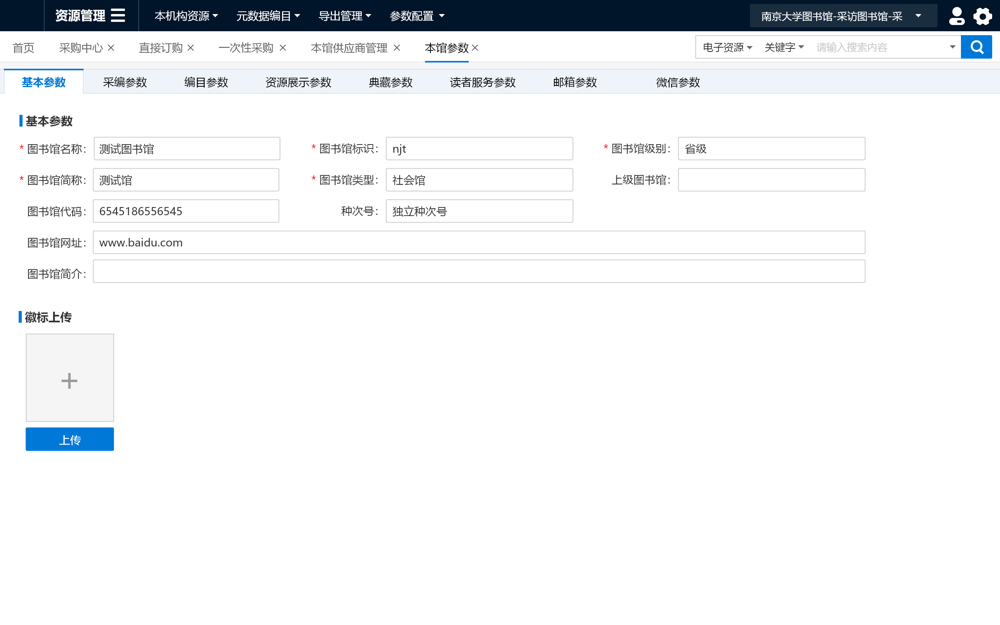 资源管理 本机构资源 元数据编目 导出管理 参数配置 南京大学图书馆-采访图书馆-采
首页 采购中心 直接订购 一次性采购 本馆供应商管理 本馆参数 电子资源 关键字 请输入搜索内容
基本参数 采编参数 编目参数 资源展示参数 典藏参数 读者服务参数 邮箱参数 微信参数
基本参数
* 图书馆名称: 测试图书馆 * 图书馆标识: njt * 图书馆级别: 省级
* 图书馆简称: 测试馆 * 图书馆类型: 社会馆 上级图书馆:
图书馆代码: 6545186556545 种次号: 独立种次号
图书馆网址: www.baidu.com
图书馆简介:
徽标上传
上传